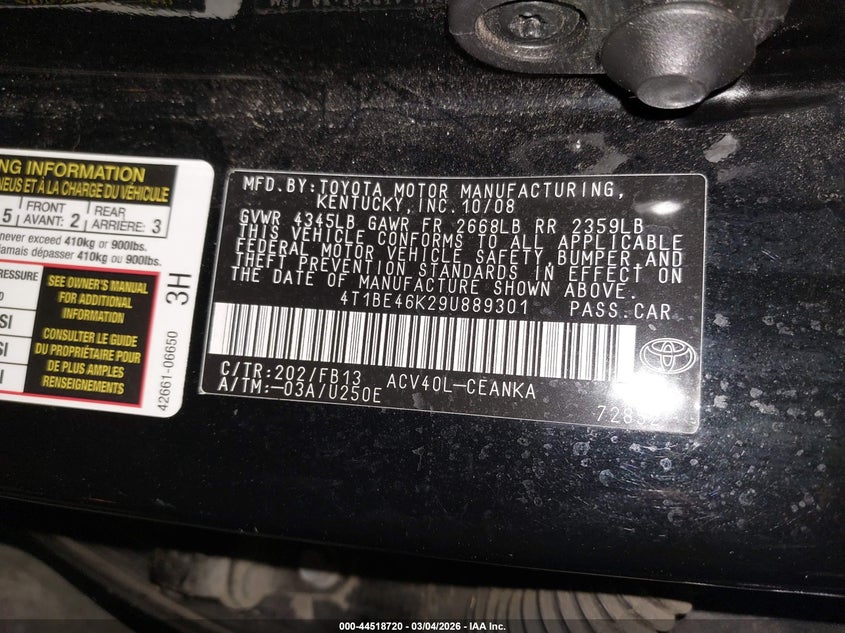 NG INFORMATION
NEUS ET À LA CHARGE DU VÉHICULE
5 FRONT AVANT: 2 REAR ARRIÈRE: 3
never exceed 410kg or 900lbs.
jamais dépasser 410kg ou 900lbs.
SEE OWNER'S MANUAL
FOR ADDITIONAL
INFORMATION
CONSULTER LE GUIDE
DU PROPRIÉTAIRE POUR
DE PLUS AMPLES
RENSEIGNEMENTS
3H
42661-06650
MFD.BY:TOYOTA MOTOR MANUFACTURING,
KENTUCKY,INC.10/08
GVWR 4345LB GAWR FR 2668LB RR 2359LB
THIS VEHICLE CONFORMS TO ALL APPLICABLE
FEDERAL MOTOR VEHICLE SAFETY,BUMPER,AND
THEFT PREVENTION STANDARDS IN EFFECT ON
THE DATE OF MANUFACTURE SHOWN ABOVE.
4T1BE46K29U889301 PASS.CAR
C/TR:202/FB13 ACV40L-CEANKA
A/TM:-03A/U250E
TOYOTA
000-44518720 — 03/04/2026 — IAA Inc.